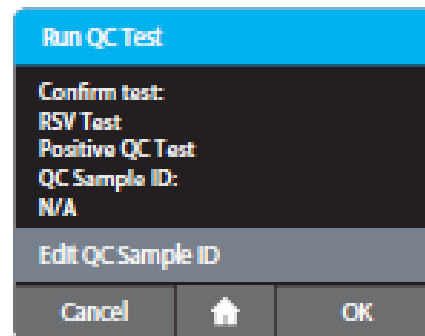 Run QC Test
Confirm test:
RSV Test
Positive QC Test
QC Sample ID:
N/A
Edit QC Sample ID
Cancel
OK